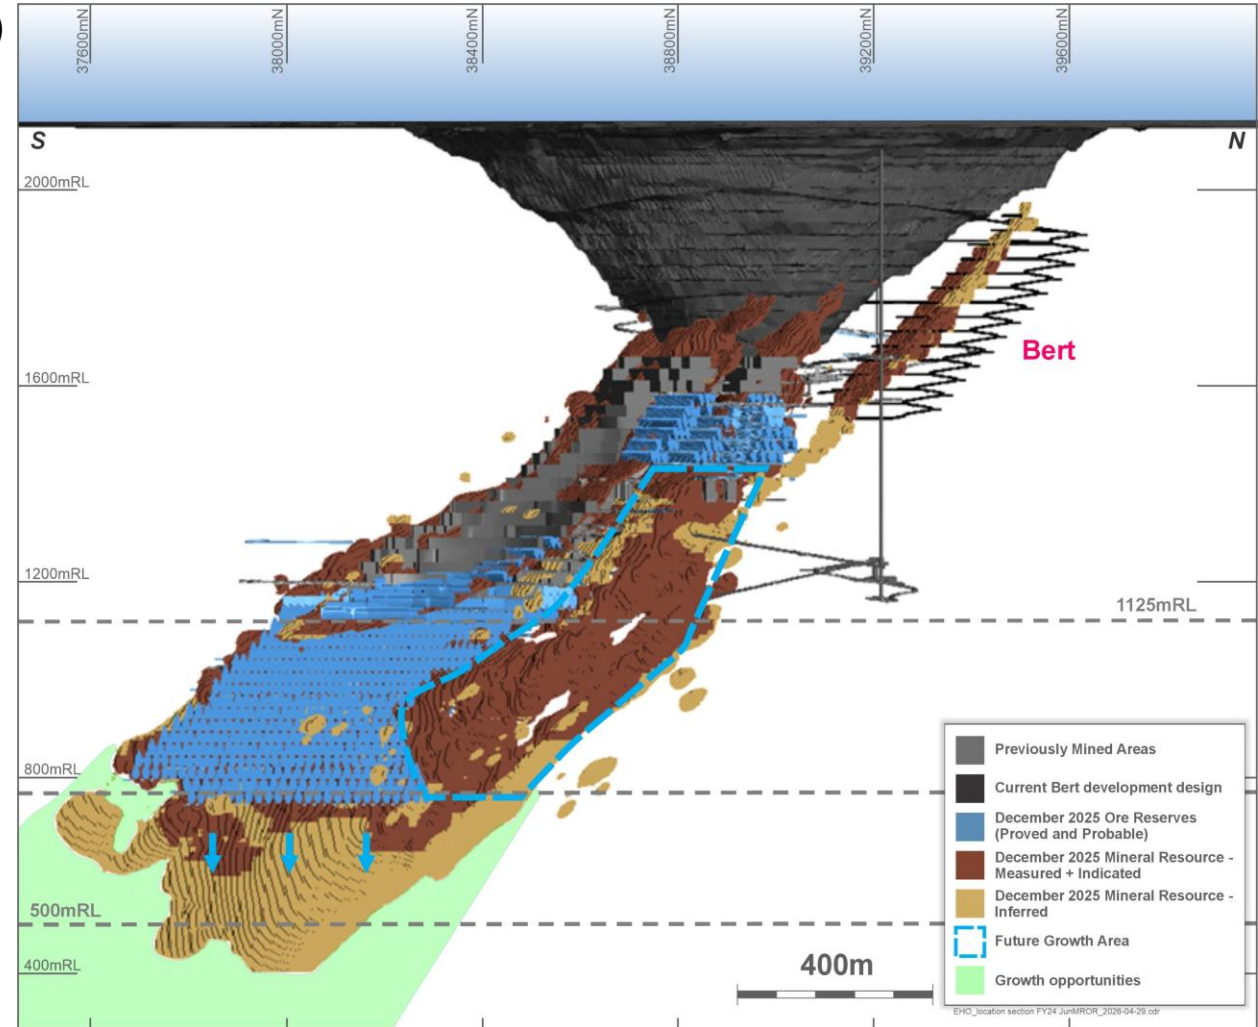 )
37600mN
38000mN
38400mN
38800mN
39200mN
39600mN
S
N
2000mRL
1600mRL
Bert
1200mRL
1125mRL
800mRL
500mRL
400mRL
400m
Previously Mined Areas
Current Bert development design
December 2025 Ore Reserves
(Proved and Probable)
December 2025 Mineral Resource -
Measured + Indicated
December 2025 Mineral Resource -
Inferred
Future Growth Area
Growth opportunities
EHO_location section FY24 JunMROR_2026-04-29.cdr